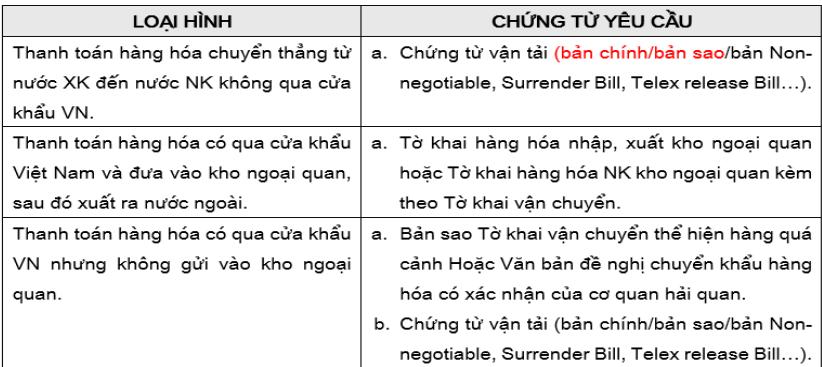 LOẠI HÌNH
CHỨNG TỪ YÊU CẦU
Thanh toán hàng hóa chuyển thẳng từ
nước XK đến nước NK không qua cửa
khẩu VN.
a. Chứng từ vận tải (bản chính/bản sao/bản Non-
negotiable, Surrender Bill, Telex release Bill…).
Thanh toán hàng hóa có qua cửa khẩu
Việt Nam và đưa vào kho ngoại quan,
sau đó xuất ra nước ngoài.
a. Tờ khai hàng hóa nhập, xuất kho ngoại quan
hoặc Tờ khai hàng hóa NK kho ngoại quan kèm
theo Tờ khai vận chuyển.
Thanh toán hàng hóa có qua cửa khẩu
VN nhưng không gửi vào kho ngoại
quan.
a. Bản sao Tờ khai vận chuyển thể hiện hàng quá
cảnh Hoặc Văn bản đề nghị chuyển khẩu hàng
hóa có xác nhận của cơ quan hải quan.
b. Chứng từ vận tải (bản chính/bản sao/bản Non-
negotiable, Surrender Bill, Telex release Bill…).